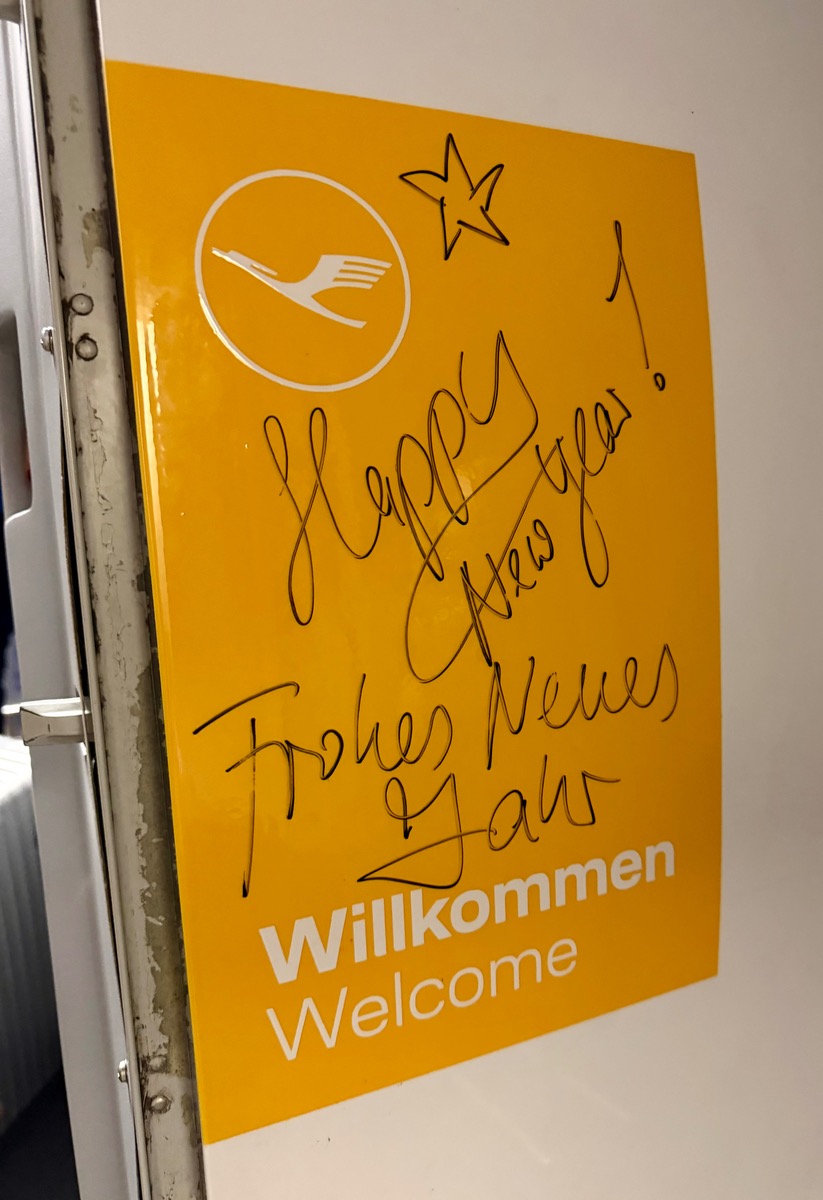 Happy
New Year!
Frohes Neues
Jahr
Willkommen
Welcome